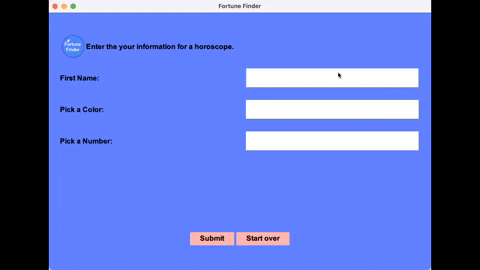 Fortune Finder
Fortune
Finder
Enter the your information for a horoscope.
First Name:
Pick a Color:
Pick a Number:
Submit
Start over